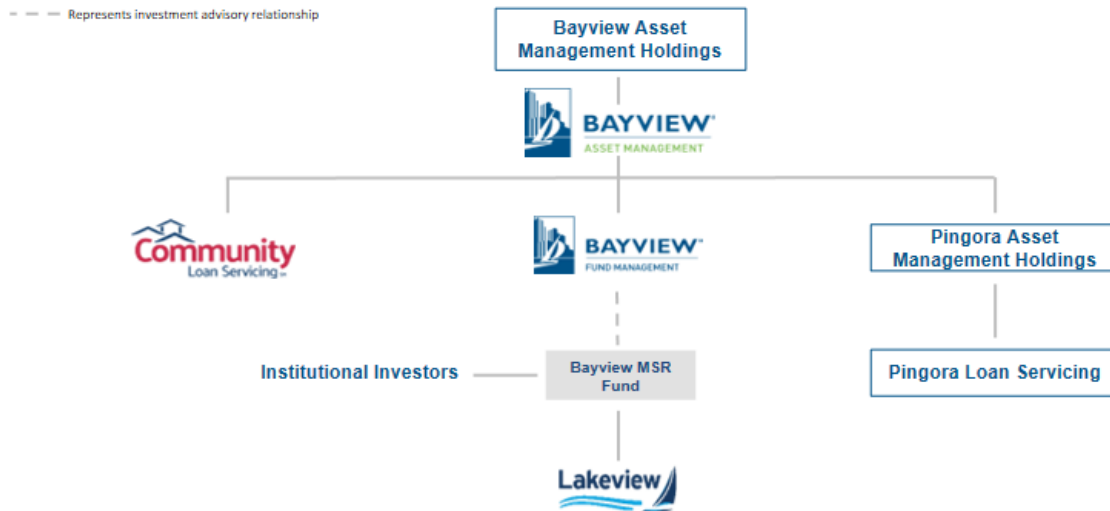 Represents investment advisory relationship
Bayview Asset
Management Holdings
BAYVIEW®
ASSET MANAGEMENT
Community
Loan Servicing
BAYVIEW
FUND MANAGEMENT
Pingora Asset
Management Holdings
Institutional Investors
Bayview MSR
Fund
Pingora Loan Servicing
Lakeview